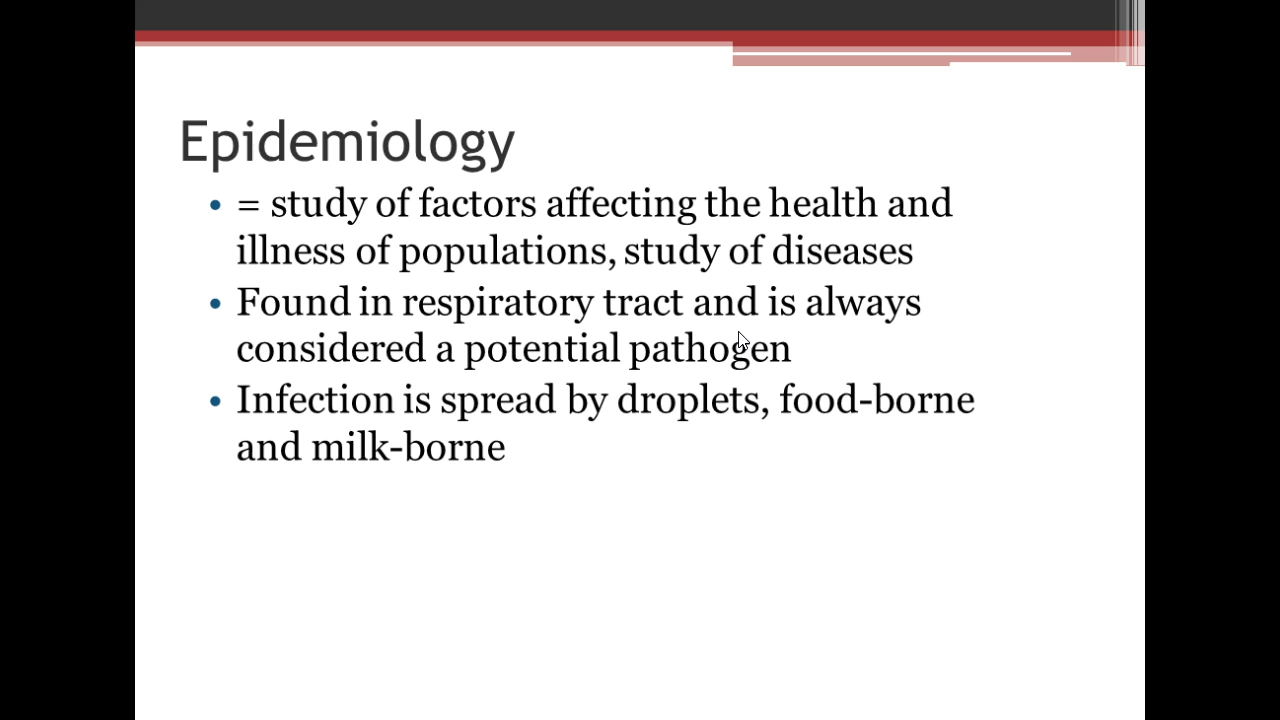 Epidemiology
• = study of factors affecting the health and
illness of populations, study of diseases
• Found in respiratory tract and is always
considered a potential pathogen
• Infection is spread by droplets, food-borne
and milk-borne